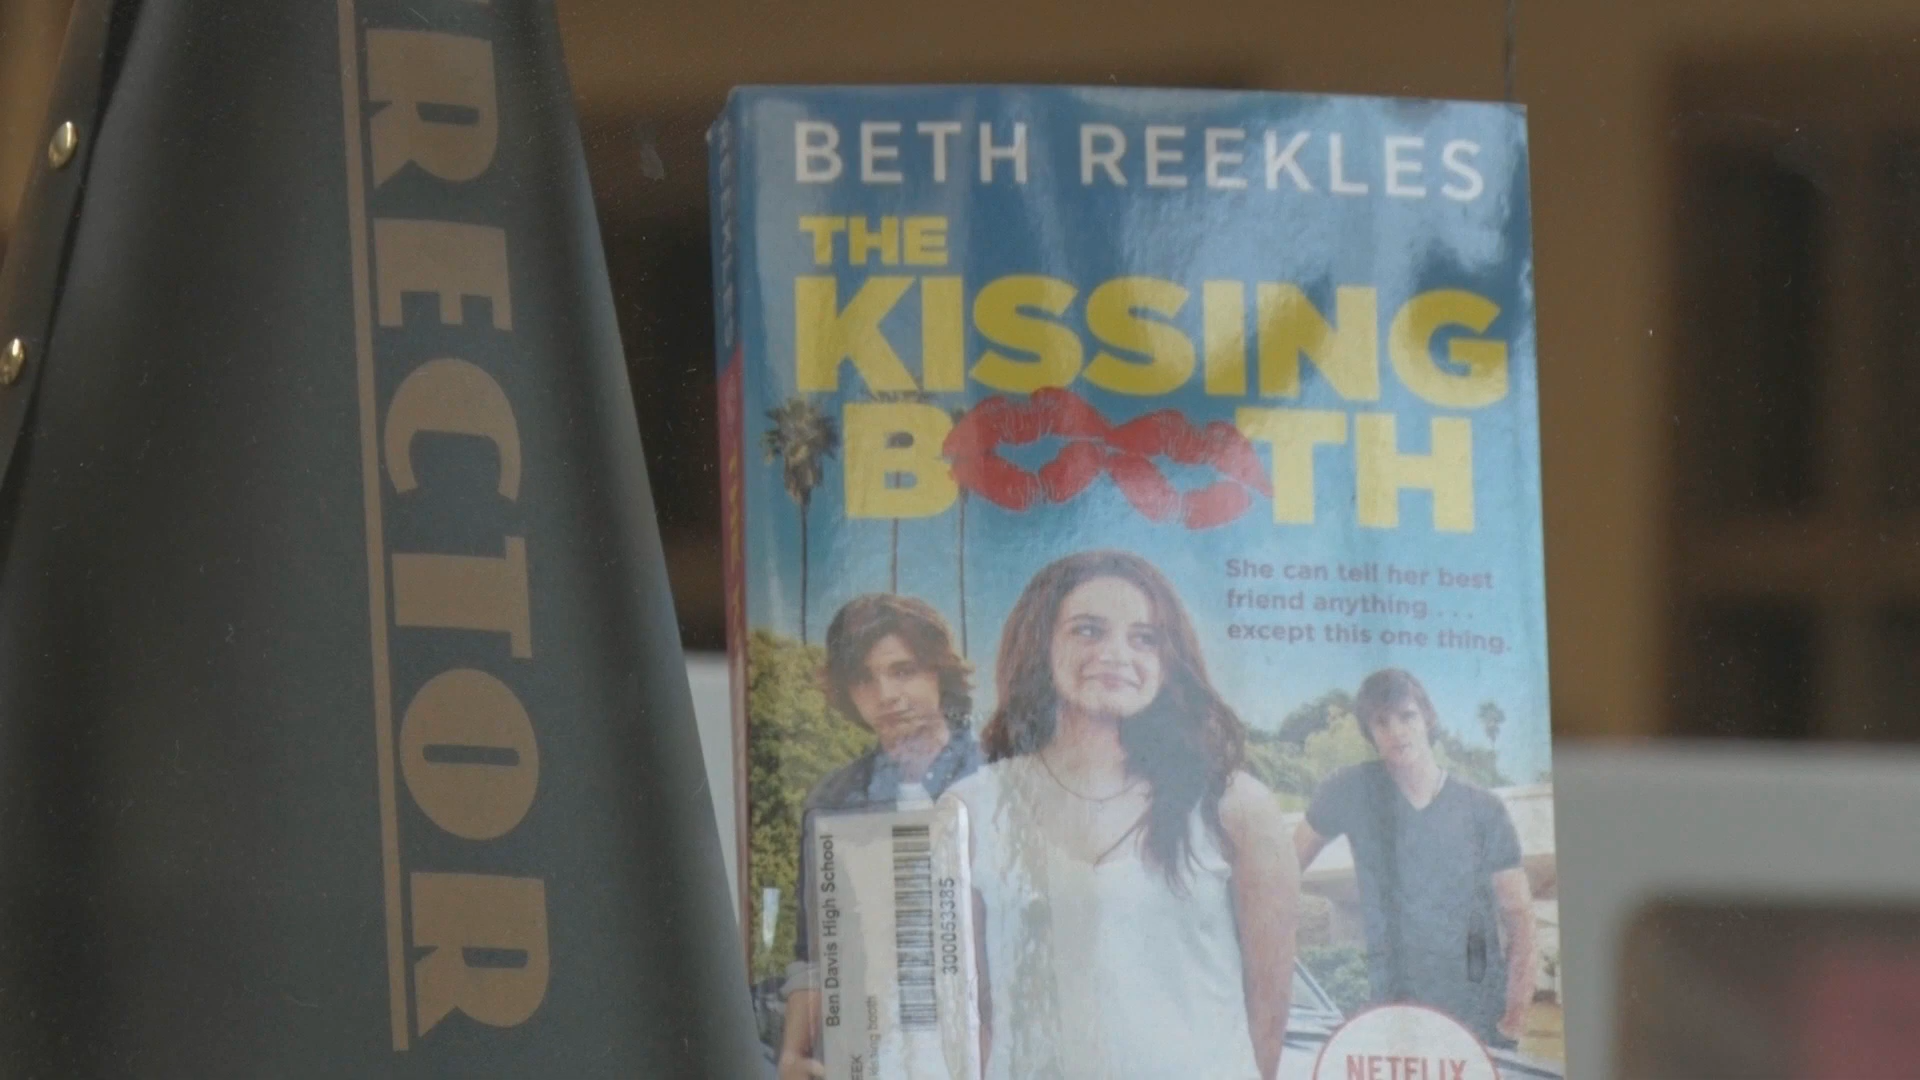 RECTOR
BETH REEKLES
THE
KISSING
BOOTH
She can tell her best
friend anything . . .
except this one thing.
Ben Davis High School
300053385
kissing booth
NETFLIX